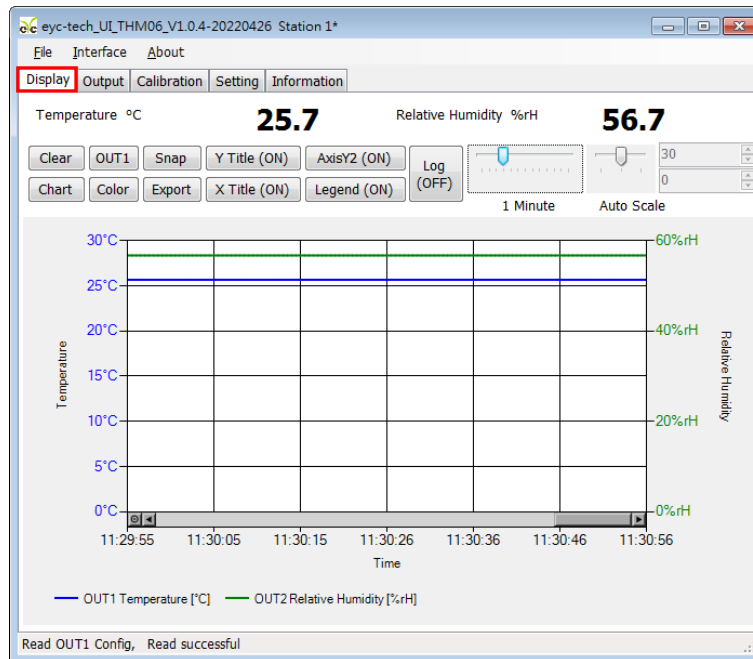 eyc eyc-tech_UI_THM06_V1.0.4-20220426 Station 1*
File Interface About
Display Output Calibration Setting Information
Temperature °C 25.7 Relative Humidity %rH 56.7
Clear OUT1 Snap Y Title (ON) AxisY2 (ON) Log (OFF) 30
Chart Color Export X Title (ON) Legend (ON) 0
1 Minute Auto Scale
30°C 60%rH
25°C
20°C 40%rH
15°C
10°C 20%rH
5°C
0°C 0%rH
Temperature
Relative Humidity
11:29:55 11:30:05 11:30:15 11:30:26 11:30:36 11:30:46 11:30:56
Time
OUT1 Temperature [°C] OUT2 Relative Humidity [%rH]
Read OUT1 Config, Read successful